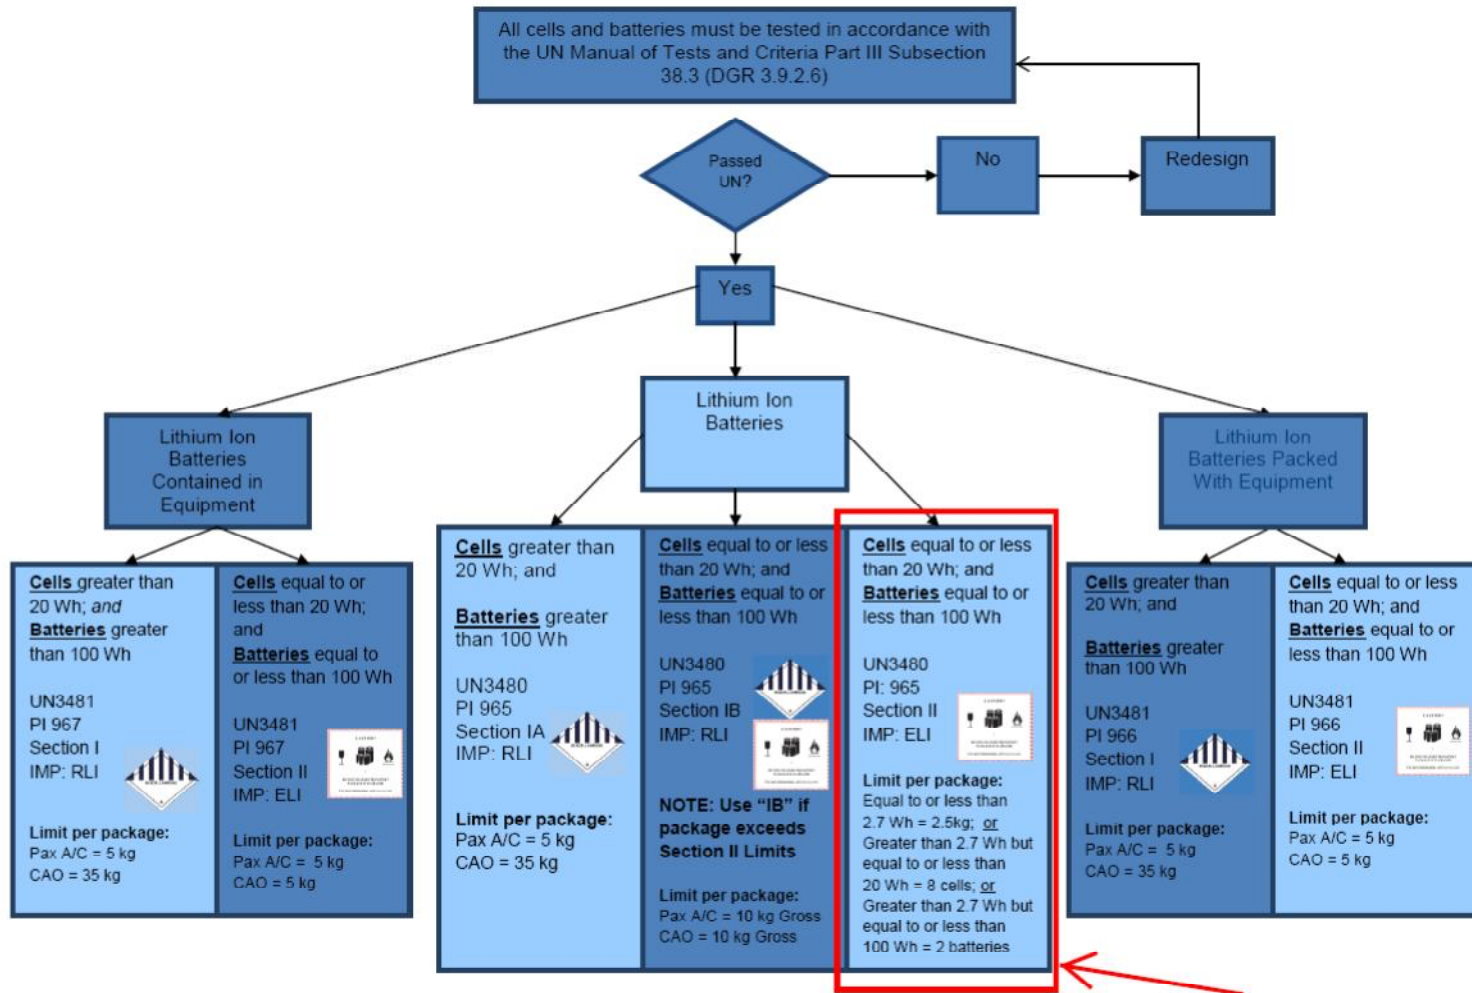 All cells and batteries must be tested in accordance with
the UN Manual of Tests and Criteria Part III Subsection
38.3 (DGR 3.9.2.6)
Passed
UN?
No
Redesign
Yes
Lithium Ion
Batteries
Contained in
Equipment
Lithium Ion
Batteries
Lithium Ion
Batteries Packed
With Equipment
Cells greater than
20 Wh; and
Batteries greater
than 100 Wh
UN3481
PI 967
Section I
IMP: RLI
Limit per package:
Pax A/C = 5 kg
CAO = 35 kg
Cells equal to or
less than 20 Wh;
and
Batteries equal to
or less than 100 Wh
UN3481
PI 967
Section II
IMP: ELI
Limit per package:
Pax A/C = 5 kg
CAO = 5 kg
Cells greater than
20 Wh; and
Batteries greater
than 100 Wh
UN3480
PI 965
Section IA
IMP: RLI
Limit per package:
Pax A/C = 5 kg
CAO = 35 kg
Cells equal to or less
than 20 Wh; and
Batteries equal to or
less than 100 Wh
UN3480
PI 965
Section IB
IMP: RLI
NOTE: Use “IB” if
package exceeds
Section II Limits
Limit per package:
Pax A/C = 10 kg Gross
CAO = 10 kg Gross
Cells equal to or less
than 20 Wh; and
Batteries equal to or
less than 100 Wh
UN3480
PI: 965
Section II
IMP: ELI
Limit per package:
Equal to or less than
2.7 Wh = 2.5kg; or
Greater than 2.7 Wh but
equal to or less than
20 Wh = 8 cells; or
Greater than 2.7 Wh but
equal to or less than
100 Wh = 2 batteries
Cells greater than
20 Wh; and
Batteries greater
than 100 Wh
UN3481
PI 966
Section I
IMP: RLI
Limit per package:
Pax A/C = 5 kg
CAO = 35 kg
Cells equal to or less
than 20 Wh; and
Batteries equal to or
less than 100 Wh
UN3481
PI 966
Section II
IMP: ELI
Limit per package:
Pax A/C = 5 kg
CAO = 5 kg